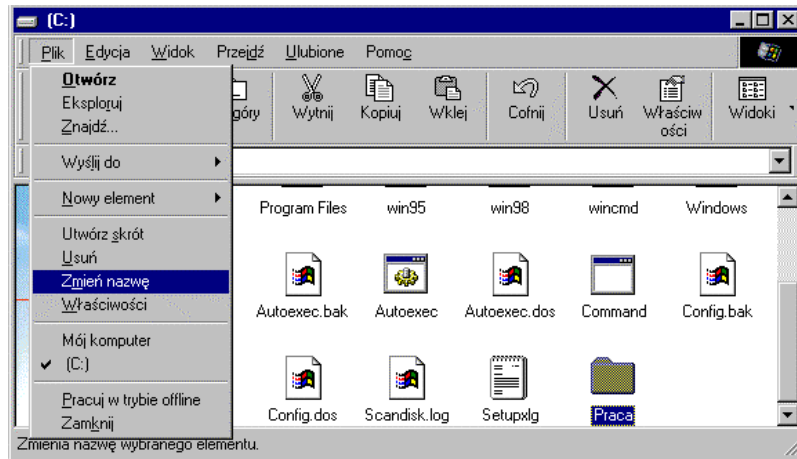 (C:)
Plik Edycja Widok Przejdź Ulubione Pomoc
Otwórz
Eksploruj
Znajdź...
Wyślij do
Nowy element
Utwórz skrót
Usuń
Zmień nazwę
Właściwości
Mój komputer
(C:)
Pracuj w trybie offline
Zamknij
góry Wytnij Kopiuj Wklej Cofnij Usuń Właściw Widoki
ości
Program Files win95 win98 wincmd Windows
Autoexec.bak Autoexec Autoexec.dos Command Config.bak
Config.dos Scandisk.log Setupxlg Praca
Zmienia nazwę wybranego elementu.